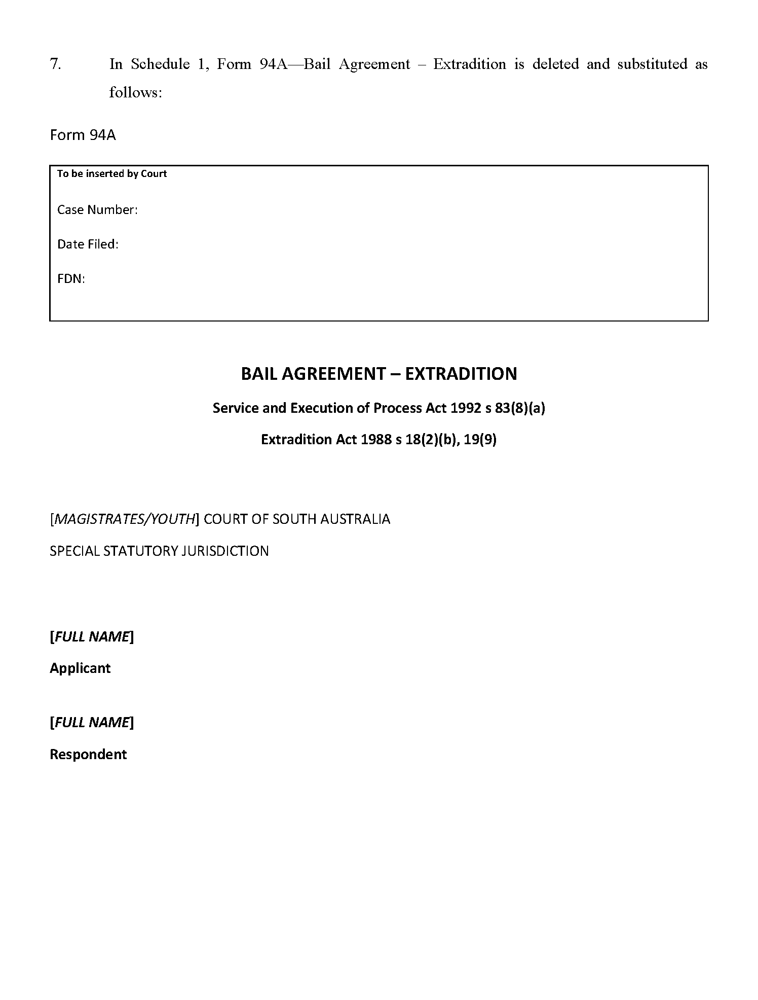 7. In Schedule 1, Form 94A—Bail Agreement – Extradition is deleted and substituted as
follows:
Form 94A
To be inserted by Court
Case Number:
Date Filed:
FDN:
BAIL AGREEMENT – EXTRADITION
Service and Execution of Process Act 1992 s 83(8)(a)
Extradition Act 1988 s 18(2)(b), 19(9)
[MAGISTRATES/YOUTH] COURT OF SOUTH AUSTRALIA
SPECIAL STATUTORY JURISDICTION
[FULL NAME]
Applicant
[FULL NAME]
Respondent